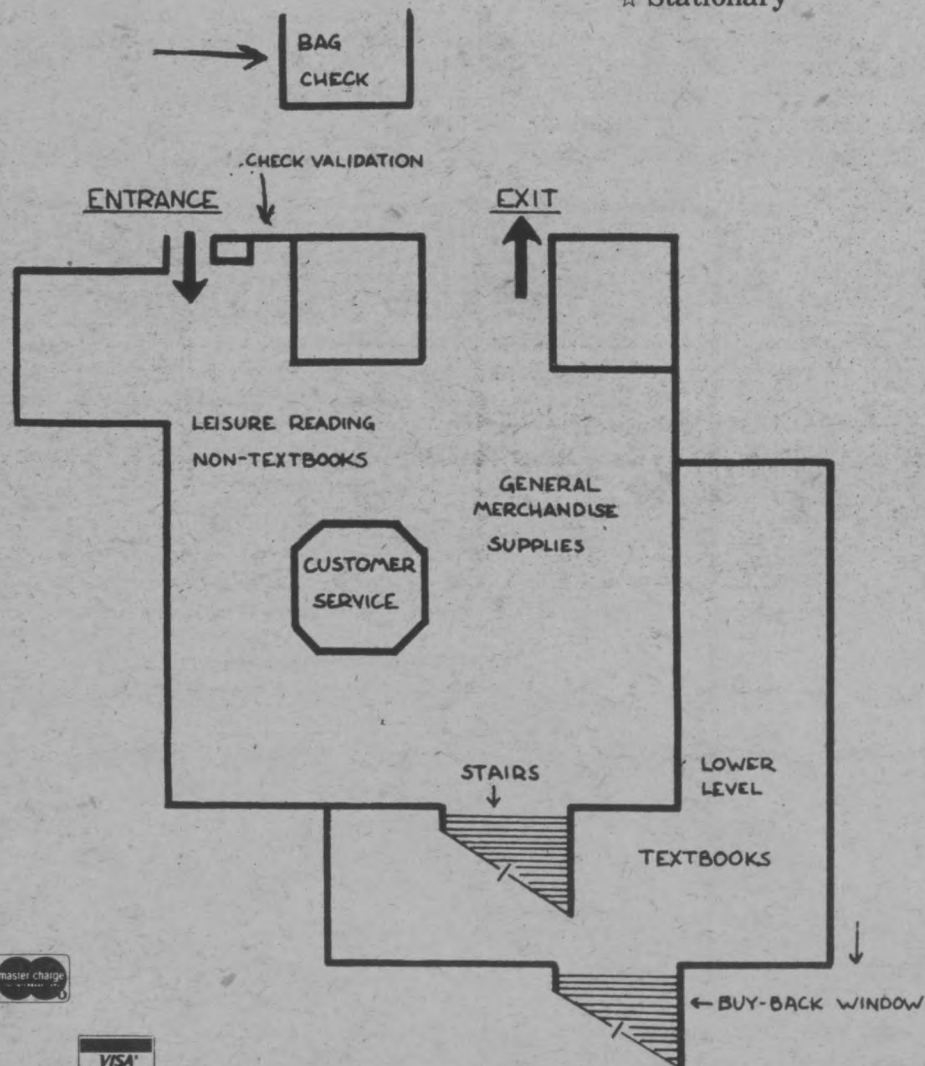 ☆ Stationary
BAG
CHECK
CHECK VALIDATION
ENTRANCE
EXIT
LEISURE READING
NON-TEXTBOOKS
GENERAL
MERCHANDISE
SUPPLIES
CUSTOMER
SERVICE
STAIRS
LOWER
LEVEL
TEXTBOOKS
master charge
BUY-BACK WINDOW
VISA